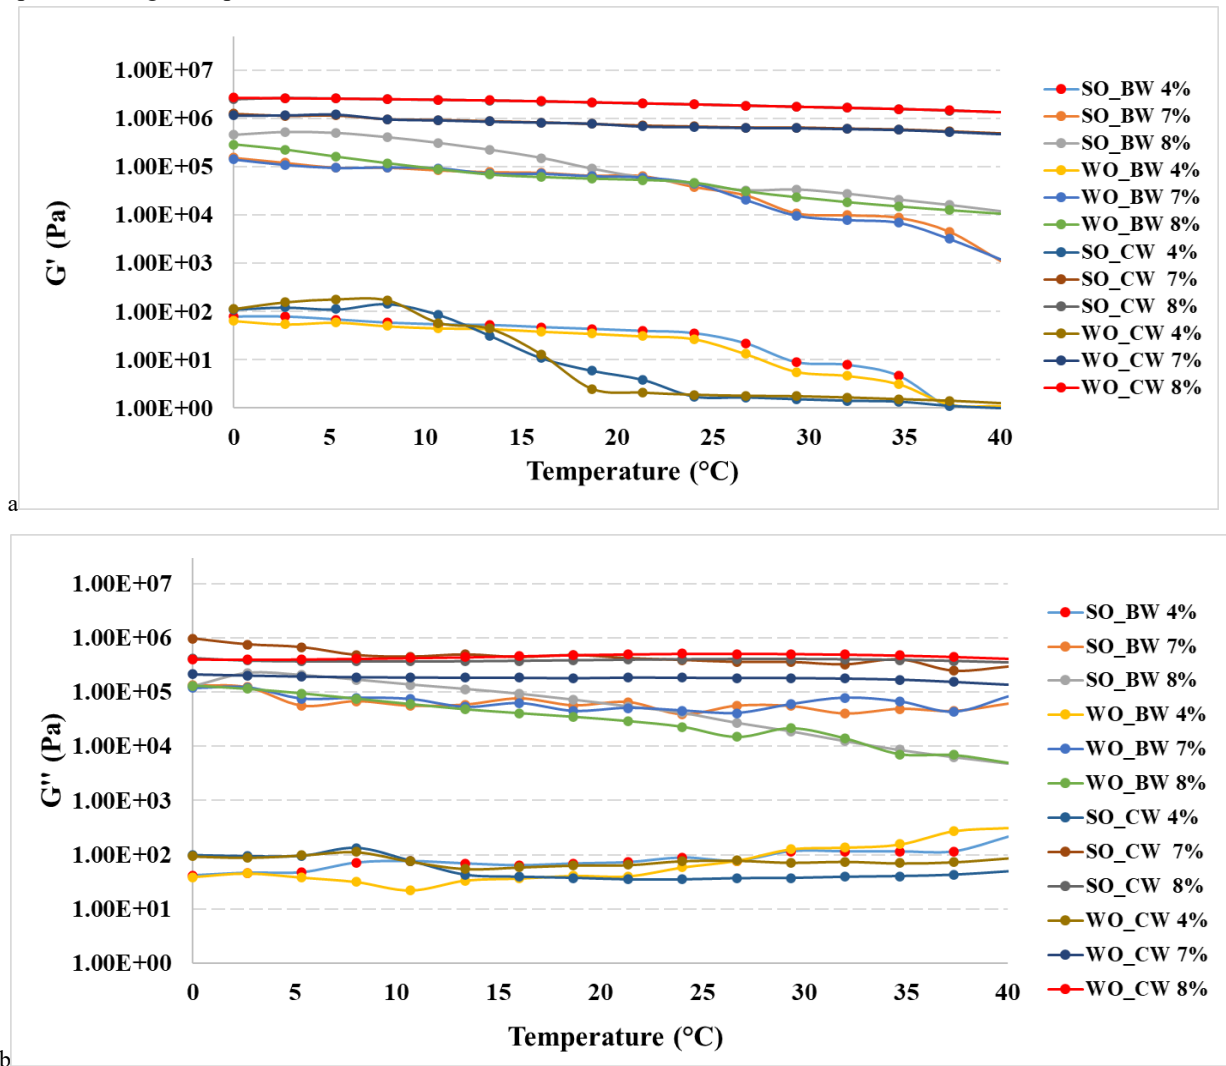 1.00E+07
1.00E+06
1.00E+05
1.00E+04
1.00E+03
1.00E+02
1.00E+01
1.00E+00
G' (Pa)
0 5 10 15 20 25 30 35 40
Temperature (°C)
SO_BW 4%
SO_BW 7%
SO_BW 8%
WO_BW 4%
WO_BW 7%
WO_BW 8%
SO_CW 4%
SO_CW 7%
SO_CW 8%
WO_CW 4%
WO_CW 7%
WO_CW 8%
a
1.00E+07
1.00E+06
1.00E+05
1.00E+04
1.00E+03
1.00E+02
1.00E+01
1.00E+00
G'' (Pa)
0 5 10 15 20 25 30 35 40
Temperature (°C)
SO_BW 4%
SO_BW 7%
SO_BW 8%
WO_BW 4%
WO_BW 7%
WO_BW 8%
SO_CW 4%
SO_CW 7%
SO_CW 8%
WO_CW 4%
WO_CW 7%
WO_CW 8%
b